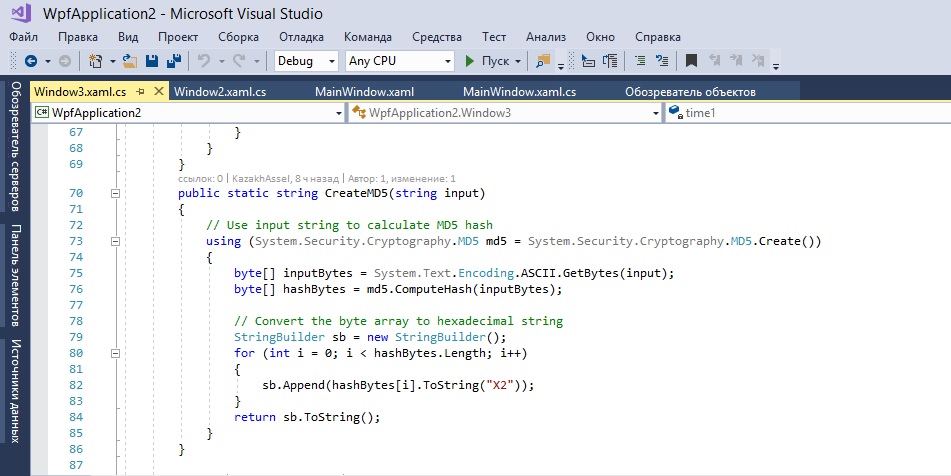 WpfApplication2 - Microsoft Visual Studio
Файл Правка Вид Проект Сборка Отладка Команда Средства Тест Анализ Окно Справка
Debug Any CPU Пуск
Window3.xaml.cs Window2.xaml.cs MainWindow.xaml MainWindow.xaml.cs Обозреватель объектов
C# WpfApplication2 WpfApplication2.Window3 time1
Обозреватель серверов
Панель элементов
Источники данных
67 }
68 }
69 }
ссылок: 0 | KazakhAssel, 8 ч назад | Автор: 1, изменение: 1
70 public static string CreateMD5(string input)
71 {
72 // Use input string to calculate MD5 hash
73 using (System.Security.Cryptography.MD5 md5 = System.Security.Cryptography.MD5.Create())
74 {
75 byte[] inputBytes = System.Text.Encoding.ASCII.GetBytes(input);
76 byte[] hashBytes = md5.ComputeHash(inputBytes);
77
78 // Convert the byte array to hexadecimal string
79 StringBuilder sb = new StringBuilder();
80 for (int i = 0; i < hashBytes.Length; i++)
81 {
82 sb.Append(hashBytes[i].ToString("X2"));
83 }
84 return sb.ToString();
85 }
86 }
87